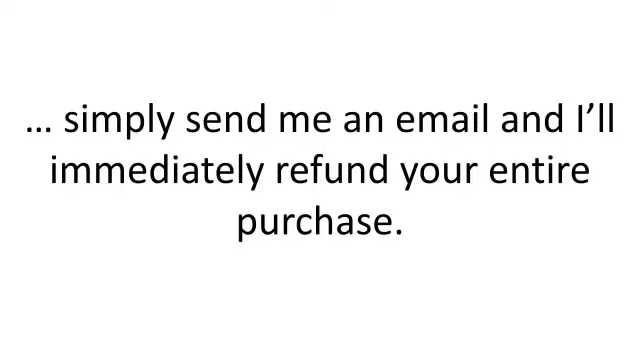 … simply send me an email and I’ll
immediately refund your entire
purchase.